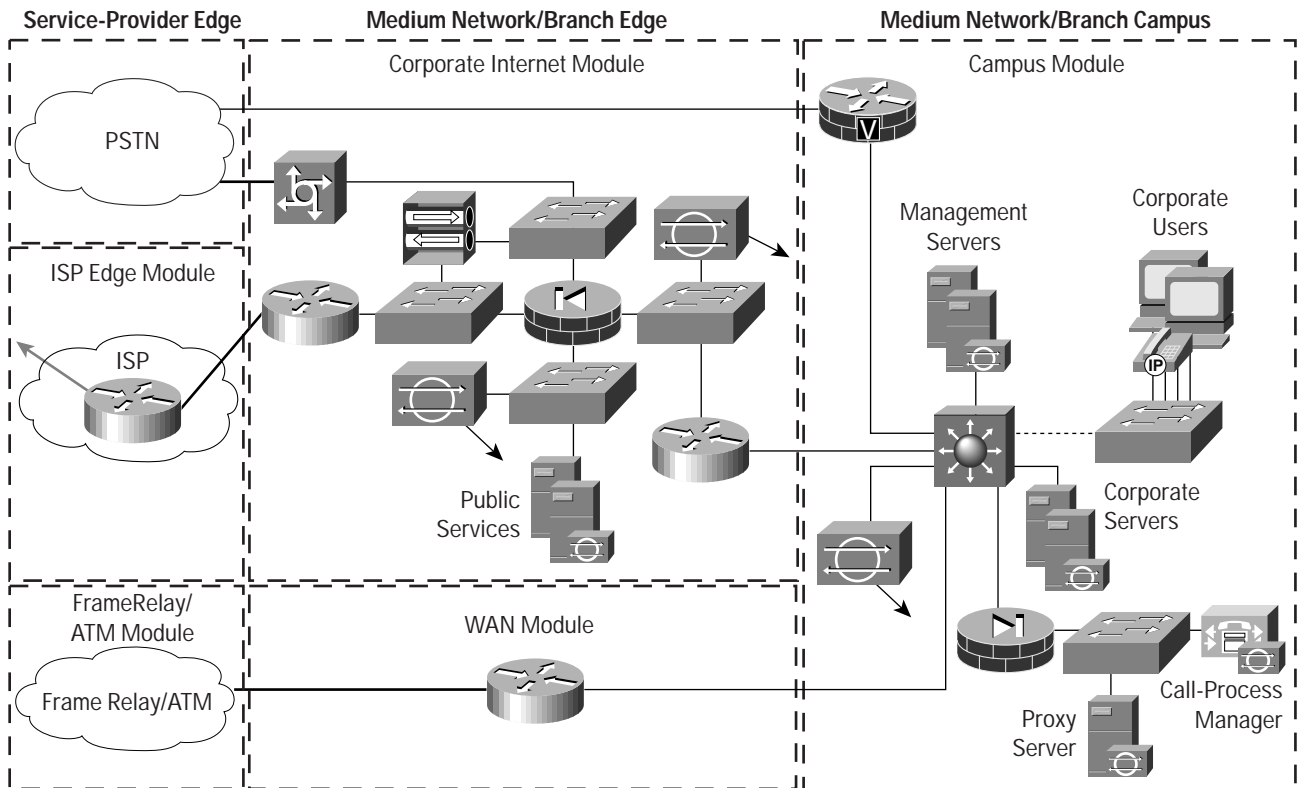 Service-Provider Edge
Medium Network/Branch Edge
Medium Network/Branch Campus
Corporate Internet Module
Campus Module
PSTN
V
Management
Servers
Corporate
Users
ISP Edge Module
ISP
IP
Public
Services
Corporate
Servers
FrameRelay/
ATM Module
WAN Module
Frame Relay/ATM
Proxy
Server
Call-Process
Manager